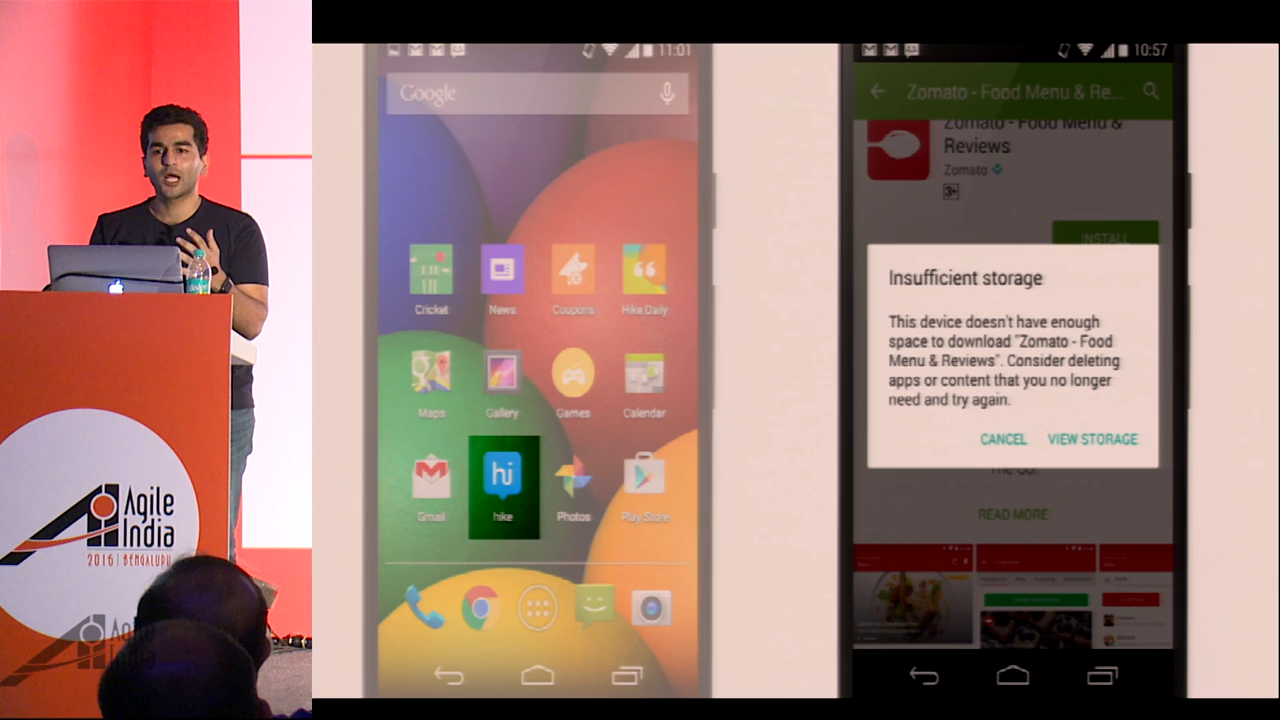 11:01
Google
Cricket
News
Coupons
Hike Daily
Maps
Gallery
Games
Calendar
hi
Gmail
hike
Photos
Play Store
10:57
Zomato - Food Menu & Re...
Zomato - Food Menu &
Reviews
Zomato
3+
INSTALL
Insufficient storage
This device doesn't have enough
space to download "Zomato - Food
Menu & Reviews". Consider deleting
apps or content that you no longer
need and try again.
CANCEL VIEW STORAGE
READ MORE
Agile
India
2016 | BENGALURU
Agile
India